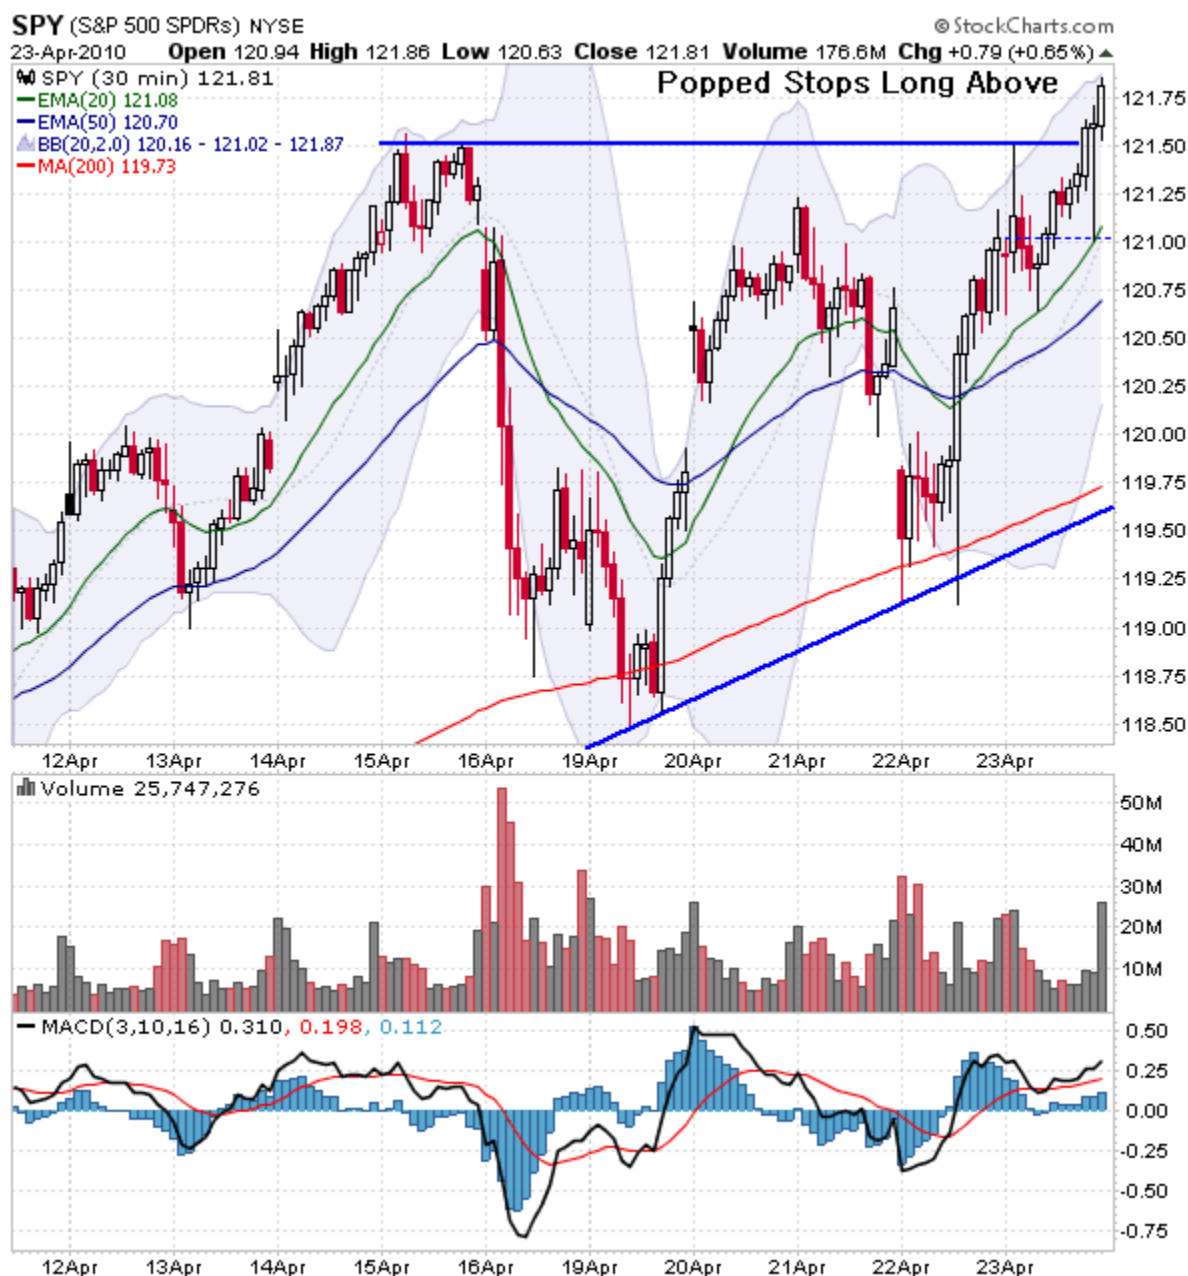 SPY (S&P 500 SPDRs) NYSE © StockCharts.com
23-Apr-2010 Open 120.94 High 121.86 Low 120.63 Close 121.81 Volume 176.6M Chg +0.79 (+0.65%)
SPY (30 min) 121.81 Popped Stops Long Above
EMA(20) 121.08
EMA(50) 120.70
BB(20,2.0) 120.16 - 121.02 - 121.87
MA(200) 119.73
121.75
121.50
121.25
121.00
120.75
120.50
120.25
120.00
119.75
119.50
119.25
119.00
118.75
118.50
12Apr 13Apr 14Apr 15Apr 16Apr 19Apr 20Apr 21Apr 22Apr 23Apr
Volume 25,747,276
50M
40M
30M
20M
10M
MACD(3,10,16) 0.310, 0.198, 0.112
0.50
0.25
0.00
-0.25
-0.50
-0.75
12Apr 13Apr 14Apr 15Apr 16Apr 19Apr 20Apr 21Apr 22Apr 23Apr